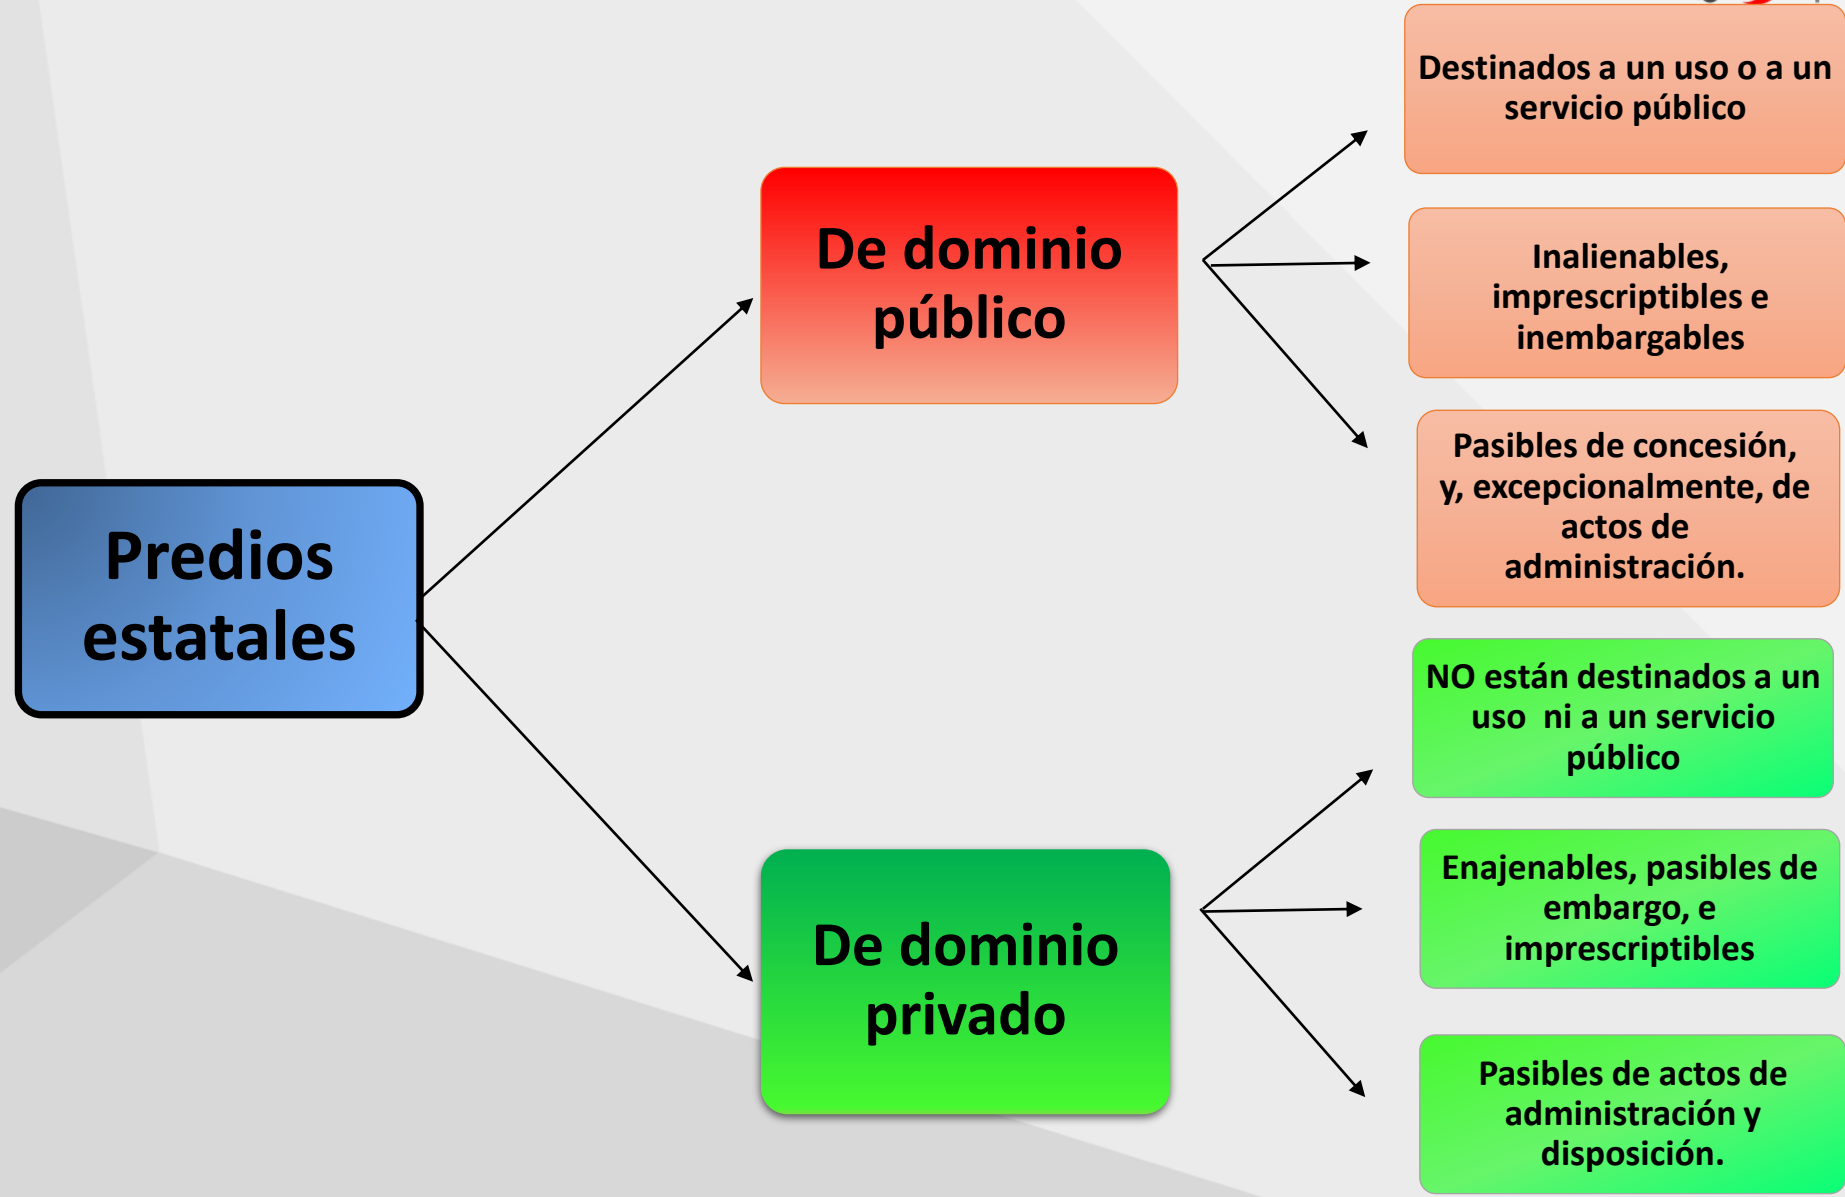 Predios
estatales
De dominio
público
Destinados a un uso o a un
servicio público
Inalienables,
imprescriptibles e
inembargables
Pasibles de concesión,
y, excepcionalmente, de
actos de
administración.
De dominio
privado
NO están destinados a un
uso  ni a un servicio
público
Enajenables, pasibles de
embargo, e
imprescriptibles
Pasibles de actos de
administración y
disposición.